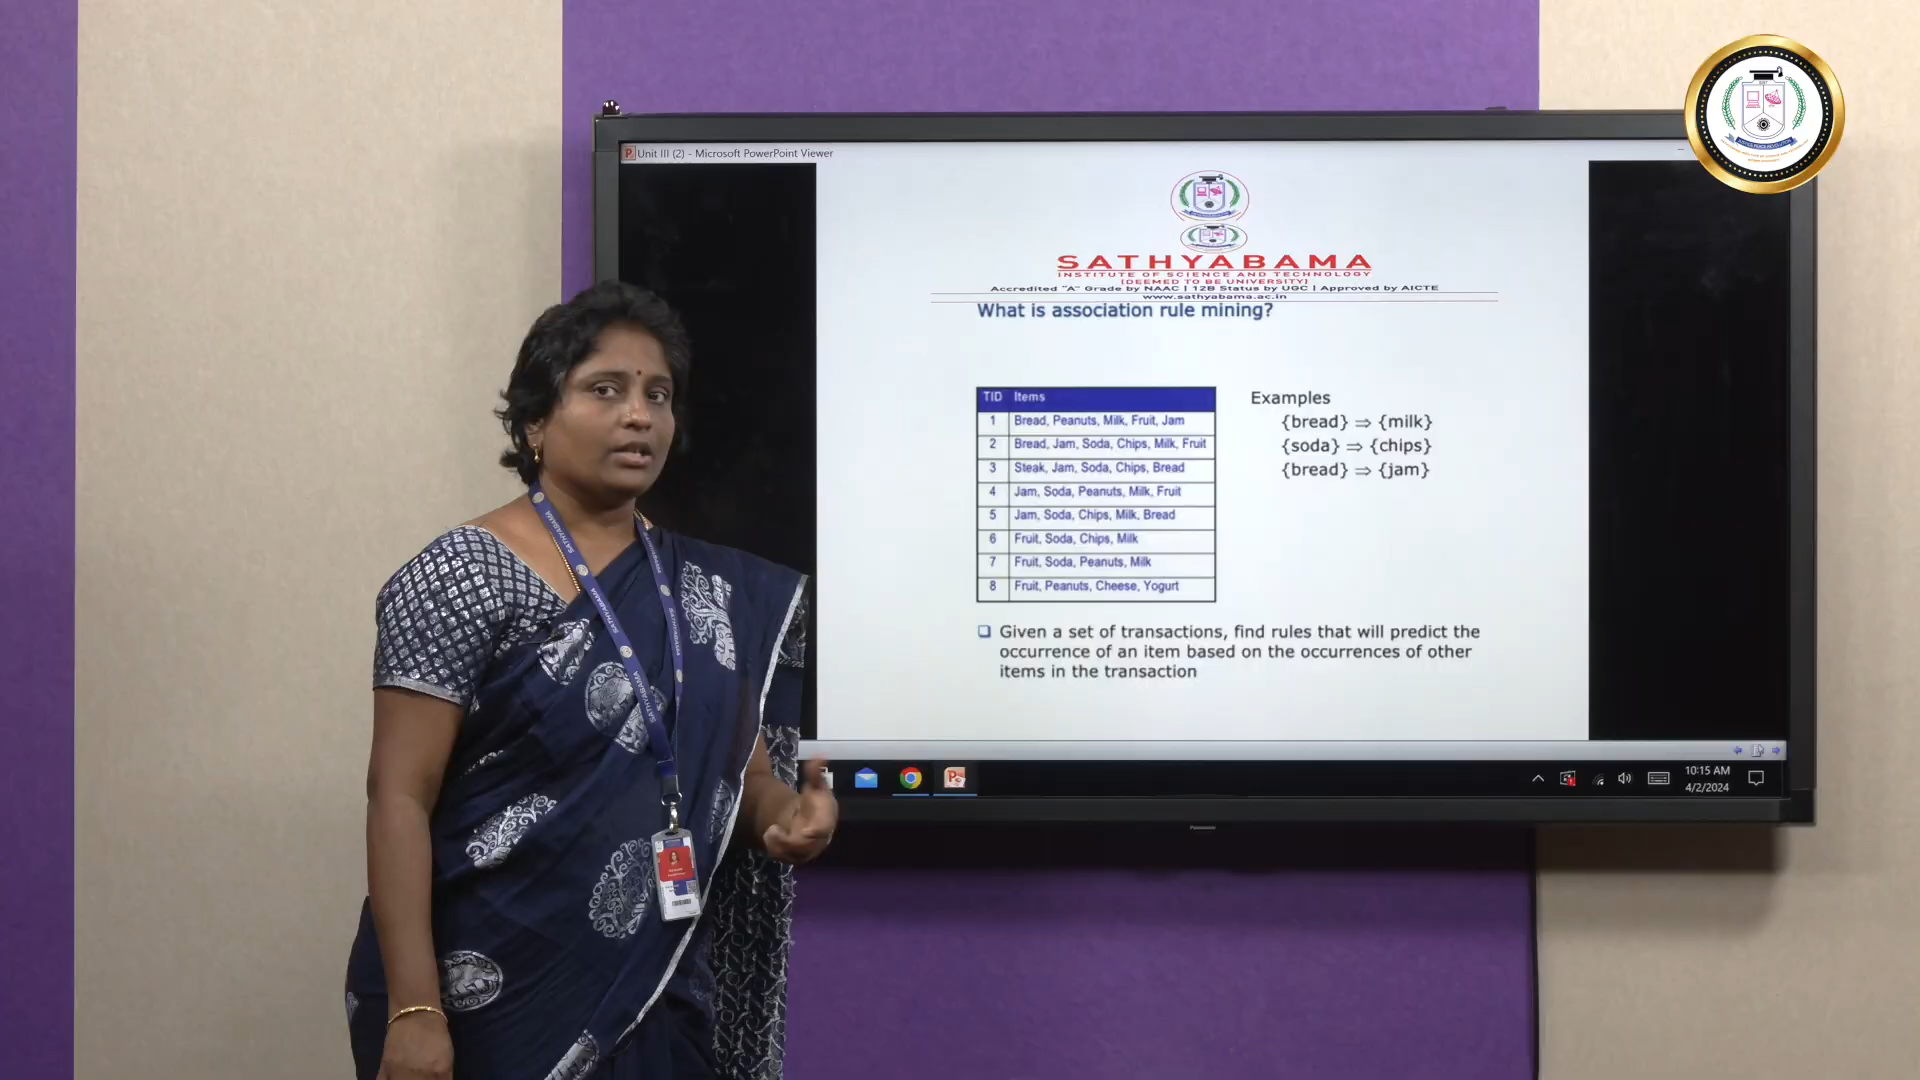 Unit III (2) - Microsoft PowerPoint Viewer
SATHYABAMA
INSTITUTE OF SCIENCE AND TECHNOLOGY
(DEEMED TO BE UNIVERSITY)
Accredited "A" Grade by NAAC | 12B Status by UGC | Approved by AICTE
www.sathyabama.ac.in
What is association rule mining?
TID Items
1 Bread, Peanuts, Milk, Fruit, Jam
2 Bread, Jam, Soda, Chips, Milk, Fruit
3 Steak, Jam, Soda, Chips, Bread
4 Jam, Soda, Peanuts, Milk, Fruit
5 Jam, Soda, Chips, Milk, Bread
6 Fruit, Soda, Chips, Milk
7 Fruit, Soda, Peanuts, Milk
8 Fruit, Peanuts, Cheese, Yogurt
Examples
{bread} ⇒ {milk}
{soda} ⇒ {chips}
{bread} ⇒ {jam}
Given a set of transactions, find rules that will predict the
occurrence of an item based on the occurrences of other
items in the transaction
10:15 AM
4/2/2024
Panasonic
SATHYABAMA
SATHYABAMA
SATHYABAMA